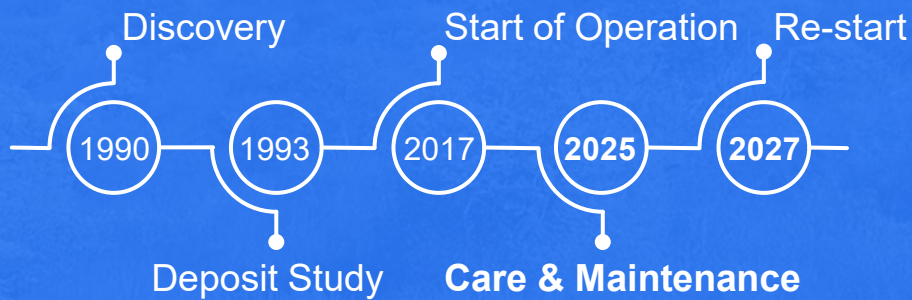 Discovery
Start of Operation
Re-start
1990
1993
2017
2025
2027
Deposit Study
Care & Maintenance